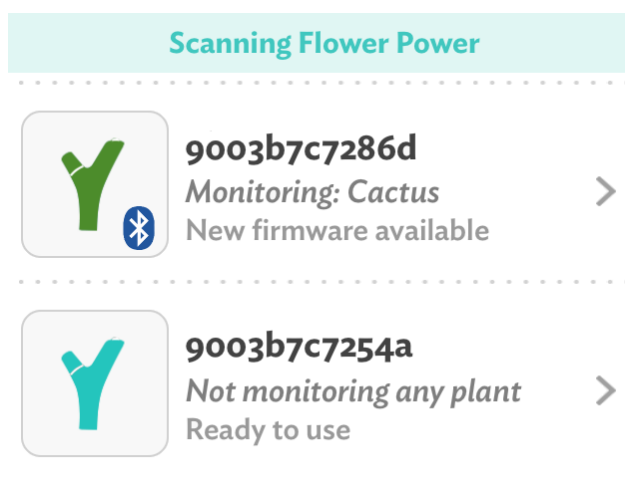 Scanning Flower Power
9003b7c7286d
Monitoring: Cactus
New firmware available
9003b7c7254a
Not monitoring any plant
Ready to use